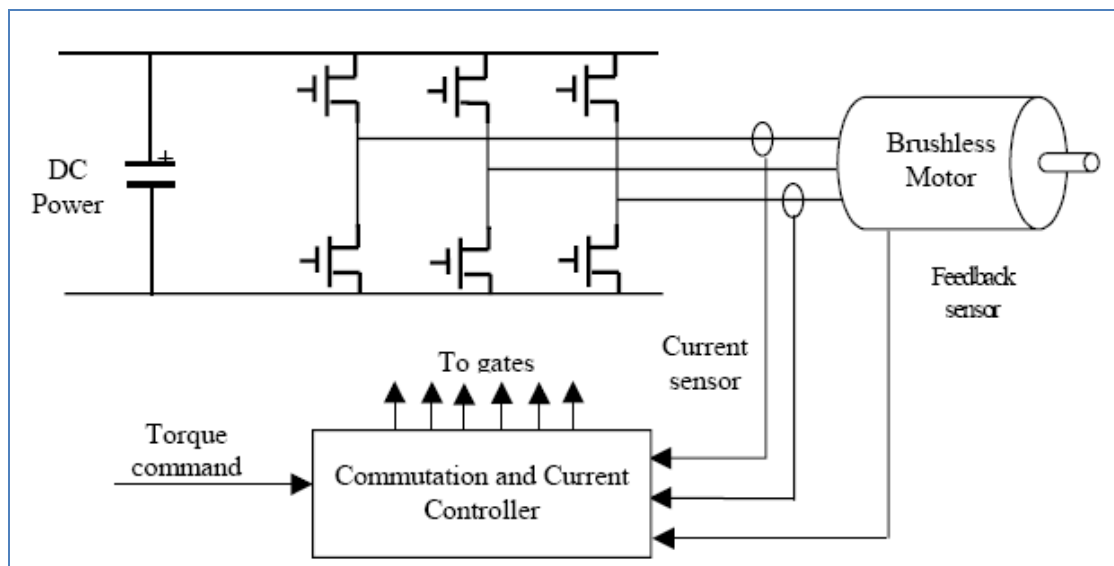 DC
Power
+
Brushless
Motor
Feedback
sensor
Current
sensor
To gates
Torque
command
Commutation and Current
Controller